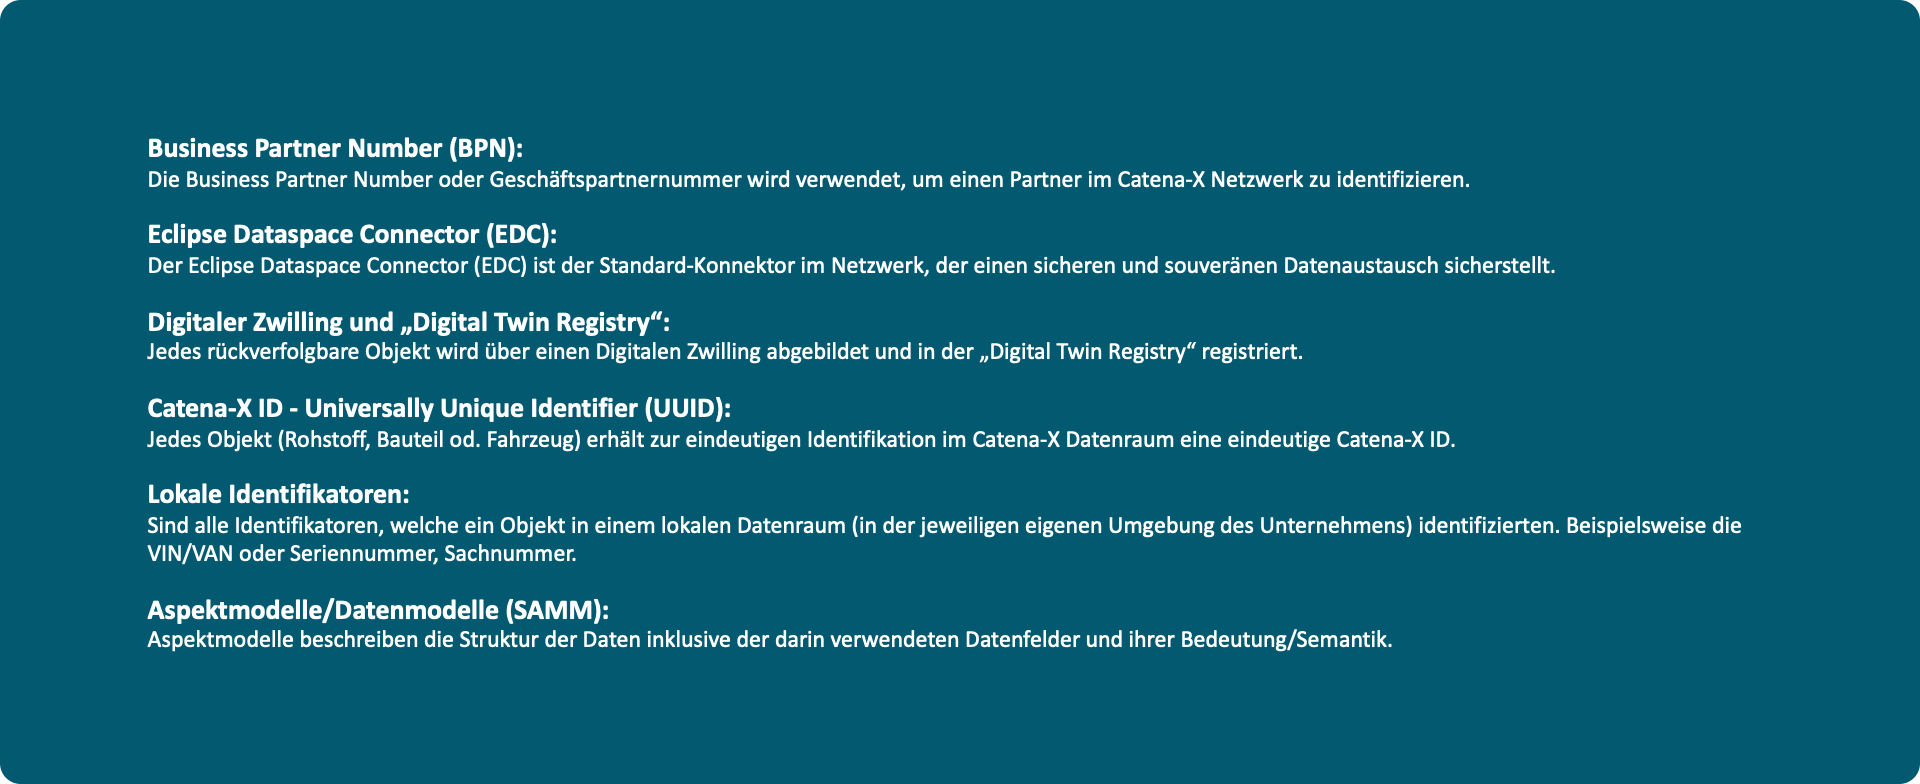 Business Partner Number (BPN):
Die Business Partner Number oder Geschäftspartnernummer wird verwendet, um einen Partner im Catena-X Netzwerk zu identifizieren.
Eclipse Dataspace Connector (EDC):
Der Eclipse Dataspace Connector (EDC) ist der Standard-Konnektor im Netzwerk, der einen sicheren und souveränen Datenaustausch sicherstellt.
Digitaler Zwilling und „Digital Twin Registry“:
Jedes rückverfolgbare Objekt wird über einen Digitalen Zwilling abgebildet und in der „Digital Twin Registry“ registriert.
Catena-X ID - Universally Unique Identifier (UUID):
Jedes Objekt (Rohstoff, Bauteil od. Fahrzeug) erhält zur eindeutigen Identifikation im Catena-X Datenraum eine eindeutige Catena-X ID.
Lokale Identifikatoren:
Sind alle Identifikatoren, welche ein Objekt in einem lokalen Datenraum (in der jeweiligen eigenen Umgebung des Unternehmens) identifizierten. Beispielsweise die
VIN/VAN oder Seriennummer, Sachnummer.
Aspektmodelle/Datenmodelle (SAMM):
Aspektmodelle beschreiben die Struktur der Daten inklusive der darin verwendeten Datenfelder und ihrer Bedeutung/Semantik.